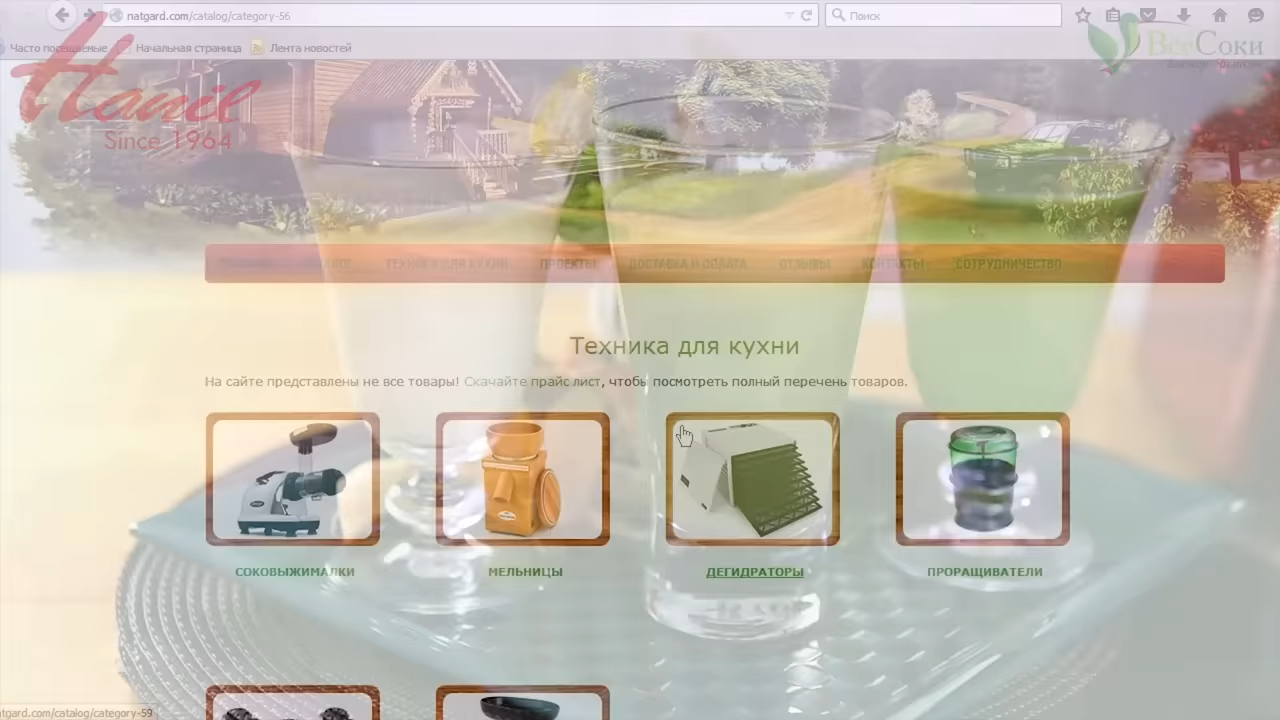 natgard.com/catalog/category-56
Поиск
Часто посещаемые
Начальная страница
Лента новостей
ВсеСоки
Hanil
Since 1964
ТЕХНИКА ДЛЯ КУХНИ
ПРОЕКТЫ
ДОСТАВКА И ОПЛАТА
ОТЗЫВЫ
КОНТАКТЫ
СОТРУДНИЧЕСТВО
Техника для кухни
На сайте представлены не все товары! Скачайте прайс лист, чтобы посмотреть полный перечень товаров.
СОКОВЫЖИМАЛКИ
МЕЛЬНИЦЫ
ДЕГИДРАТОРЫ
ПРОРАЩИВАТЕЛИ
tgard.com/catalog/category-59